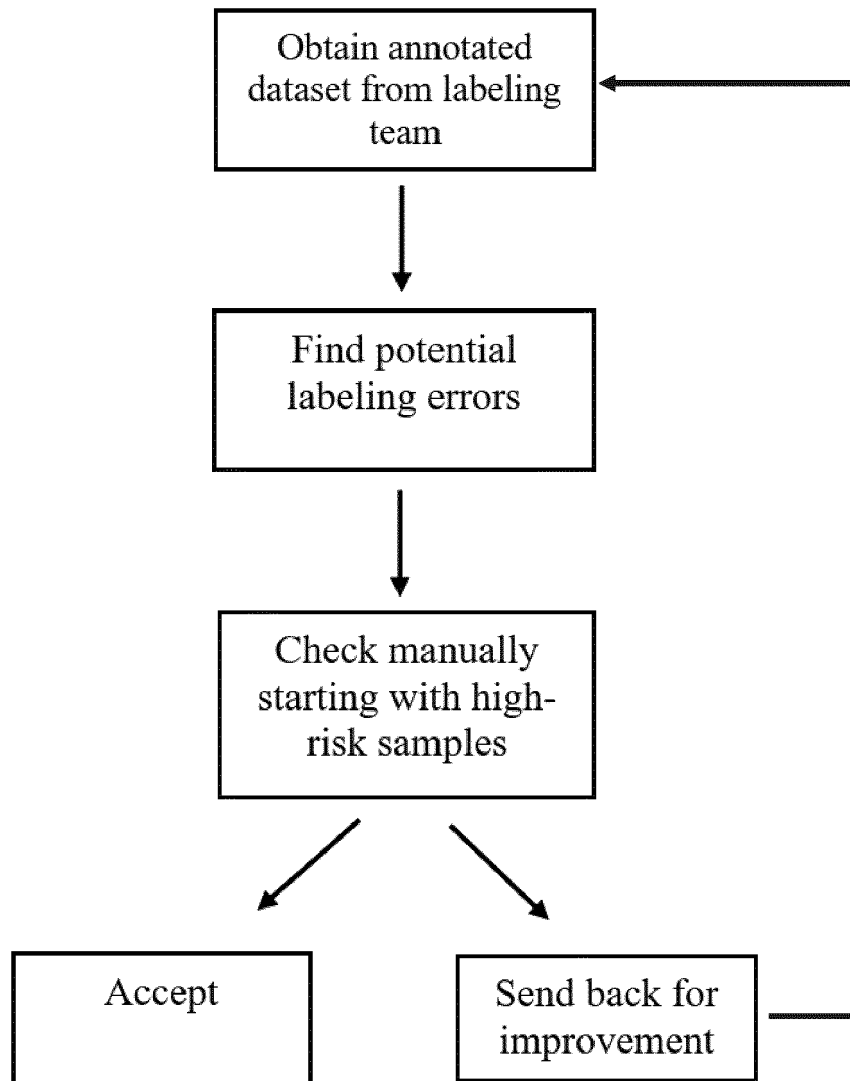 Obtain annotated
dataset from labeling
team
Find potential
labeling errors
Check manually
starting with high-
risk samples
Accept
Send back for
improvement